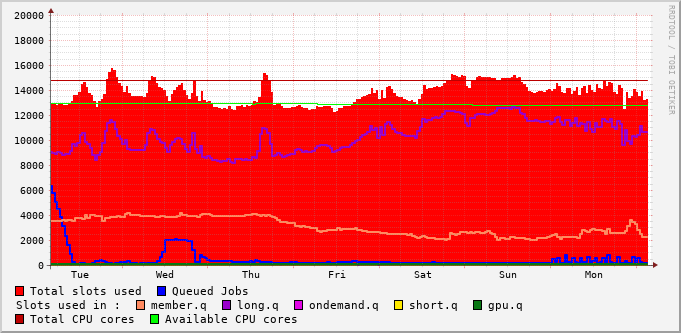 20000
18000
16000
14000
12000
10000
8000
6000
4000
2000
0
Tue Wed Thu Fri Sat Sun Mon
RRDTOOL / TOBI OETIKER
Total slots used Queued Jobs
Slots used in : member.q long.q ondemand.q short.q gpu.q
Total CPU cores Available CPU cores